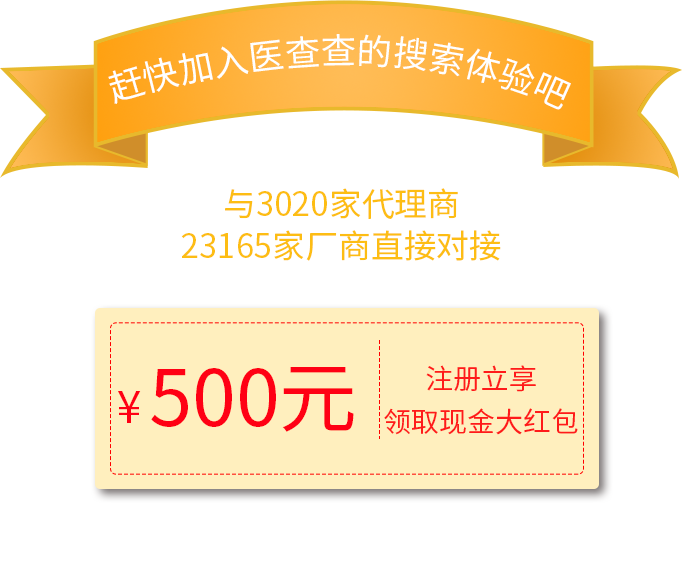 赶快加入医查查的搜索体验吧
与3020家代理商
23165家厂商直接对接
¥500元
注册立享
领取现金大红包